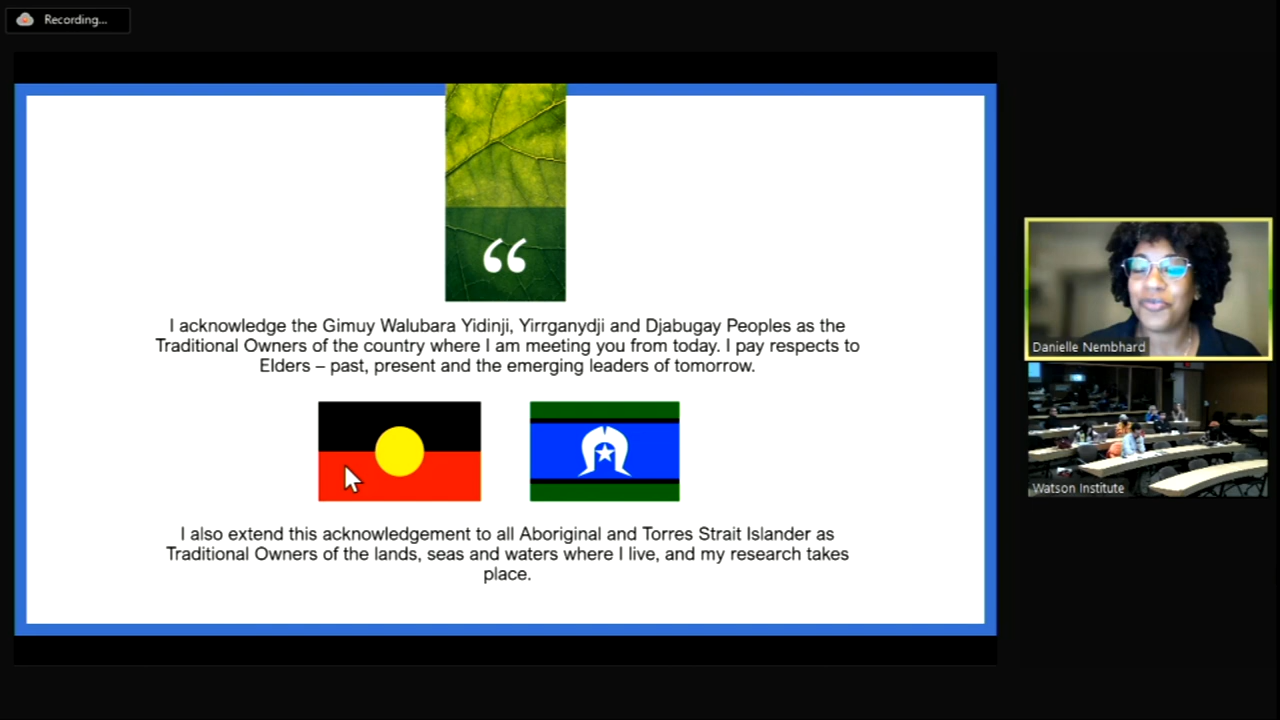 Recording...
“
I acknowledge the Gimuy Walubara Yidinji, Yirrganydji and Djabugay Peoples as the
Traditional Owners of the country where I am meeting you from today. I pay respects to
Elders – past, present and the emerging leaders of tomorrow.
I also extend this acknowledgement to all Aboriginal and Torres Strait Islander as
Traditional Owners of the lands, seas and waters where I live, and my research takes
place.
Danielle Nembhard
Watson Institute